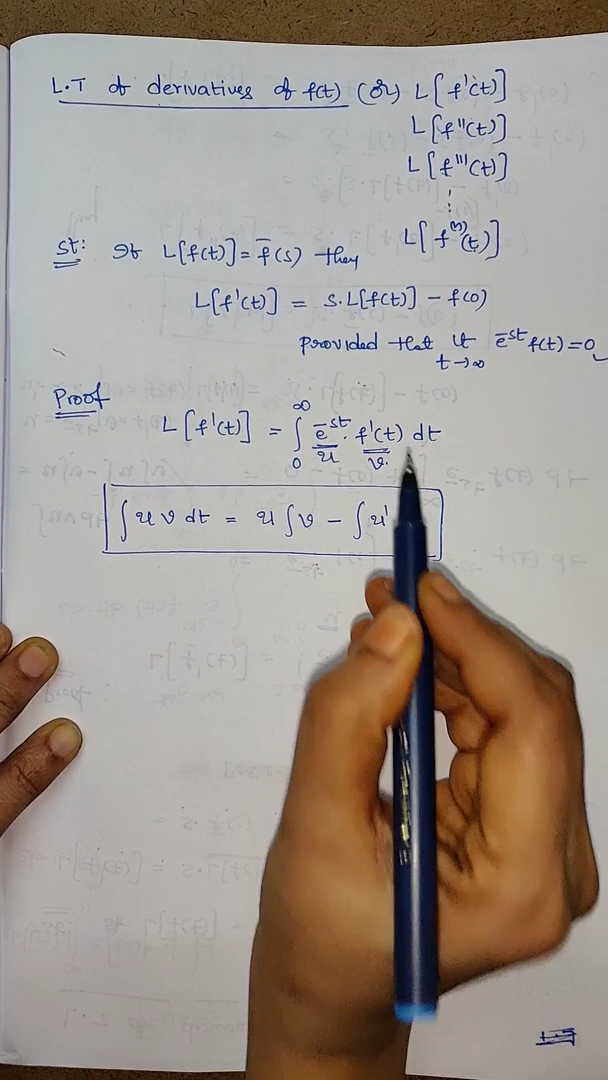 L.T of derivatives of f(t) (or) L[f'(t)]
L[f''(t)]
L[f'''(t)]
⋮
L[f⁽ⁿ⁾(t)]
st: If L[f(t)] = f̄(s) then
L[f'(t)] = s.L[f(t)] - f(0)
provided that lt t→∞ e^-st f(t) = 0
Proof
L[f'(t)] = ∫₀^∞ e^-st . f'(t) dt
u v
∫ u v dt = u ∫ v - ∫ u'